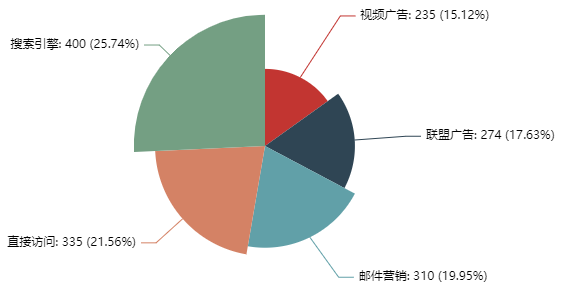 视频广告: 235 (15.12%)
搜索引擎: 400 (25.74%)
联盟广告: 274 (17.63%)
直接访问: 335 (21.56%)
邮件营销: 310 (19.95%)